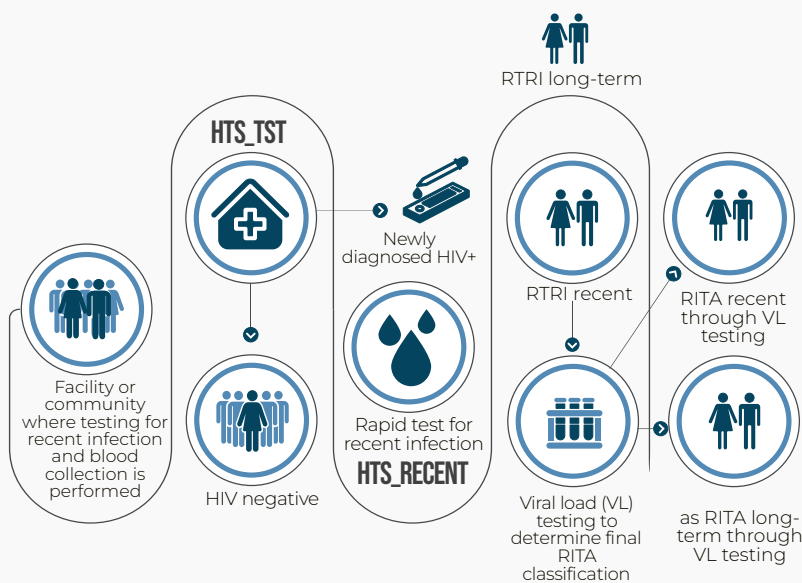 RTRI long-term
HTS_TST
Newly
diagnosed HIV+
RTRI recent
RITA recent
through VL
testing
Facility or
community
where testing for
recent infection
and blood
collection is
performed
HIV negative
Rapid test for
recent infection
HTS_RECENT
Viral load (VL)
testing to
determine final
RITA
classification
as RITA long-
term through
VL testing